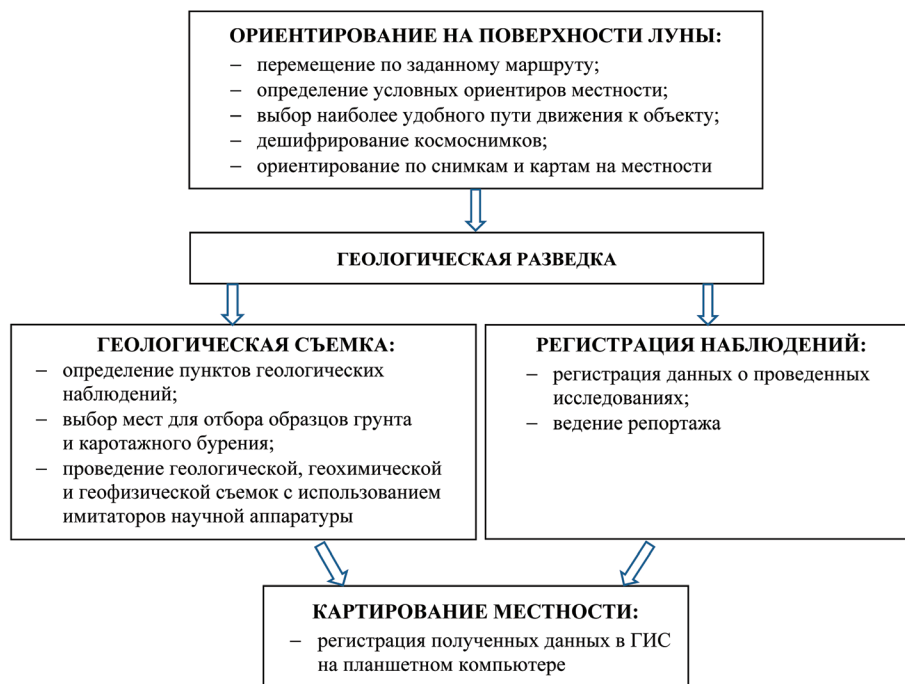 ОРИЕНТИРОВАНИЕ НА ПОВЕРХНОСТИ ЛУНЫ:
– перемещение по заданному маршруту;
– определение условных ориентиров местности;
– выбор наиболее удобного пути движения к объекту;
– дешифрирование космоснимков;
– ориентирование по снимкам и картам на местности
ГЕОЛОГИЧЕСКАЯ РАЗВЕДКА
ГЕОЛОГИЧЕСКАЯ СЪЕМКА:
– определение пунктов геологических
наблюдений;
– выбор мест для отбора образцов грунта
и каротажного бурения;
– проведение геологической, геохимической
и геофизической съемок с использованием
имитаторов научной аппаратуры
РЕГИСТРАЦИЯ НАБЛЮДЕНИЙ:
– регистрация данных о проведенных
исследованиях;
– ведение репортажа
КАРТИРОВАНИЕ МЕСТНОСТИ:
– регистрация полученных данных в ГИС
на планшетном компьютере